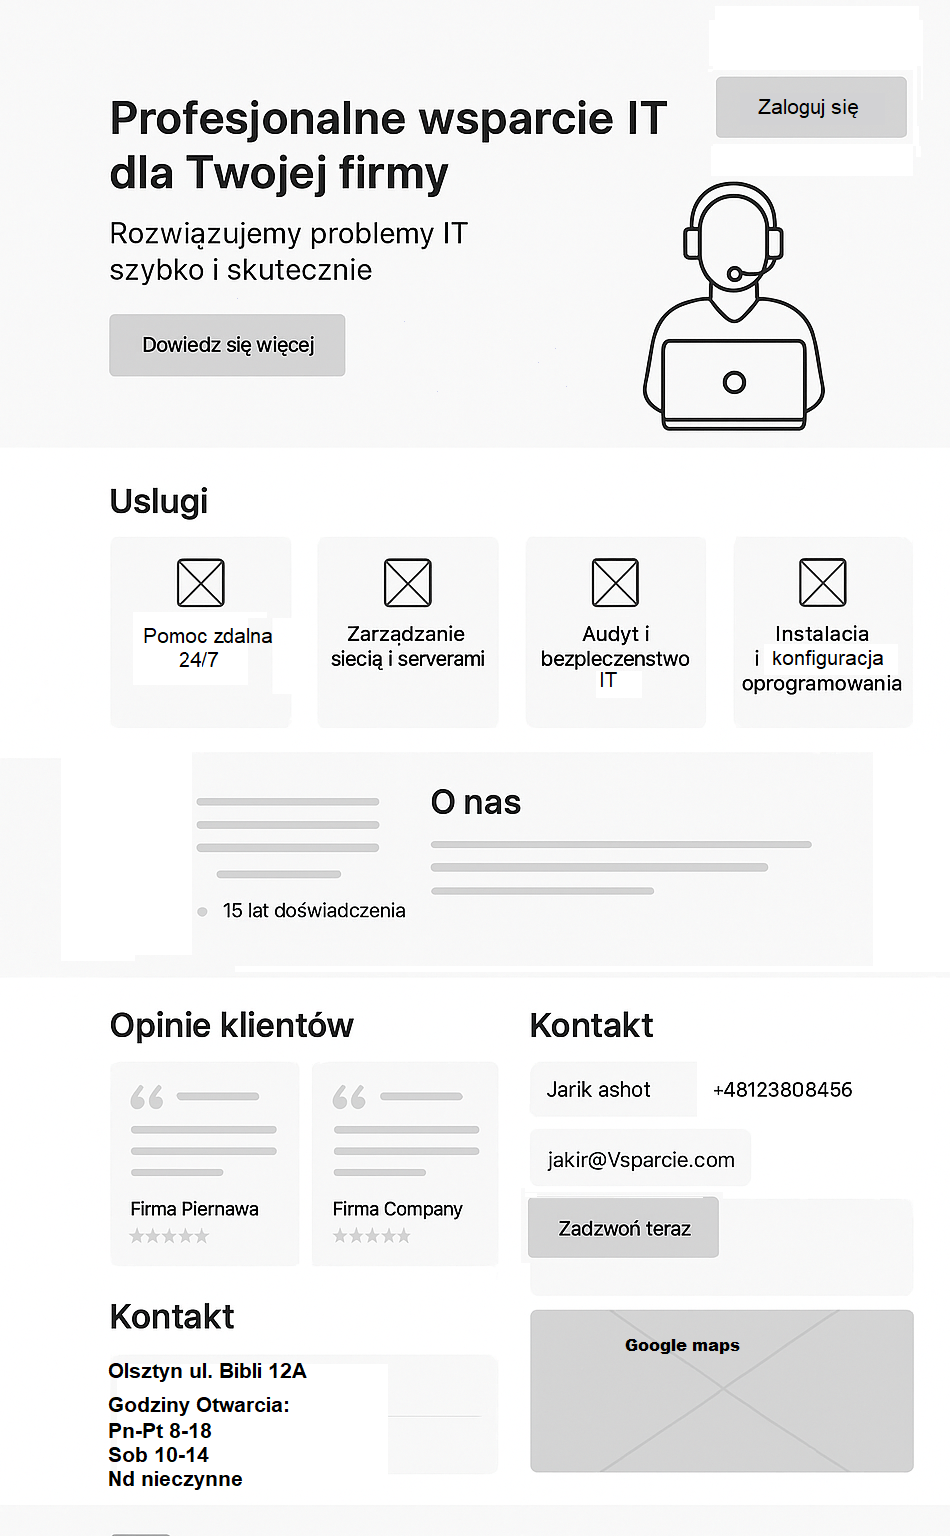 Zaloguj się
Profesjonalne wsparcie IT
dla Twojej firmy
Rozwiązujemy problemy IT
szybko i skutecznie
Dowiedz się więcej
Uslugi
Pomoc zdalna
24/7
Zarządzanie
siecią i serverami
Audyt i
bezpleczenstwo
IT
Instalacia
i konfiguracja
oprogramowania
O nas
15 lat doświadczenia
Opinie klientów
Firma Piernawa
Firma Company
Kontakt
Jarik ashot
+48123808456
jakir@Vsparcie.com
Zadzwoń teraz
Google maps
Kontakt
Olsztyn ul. Bibli 12A
Godziny Otwarcia:
Pn-Pt 8-18
Sob 10-14
Nd nieczynne